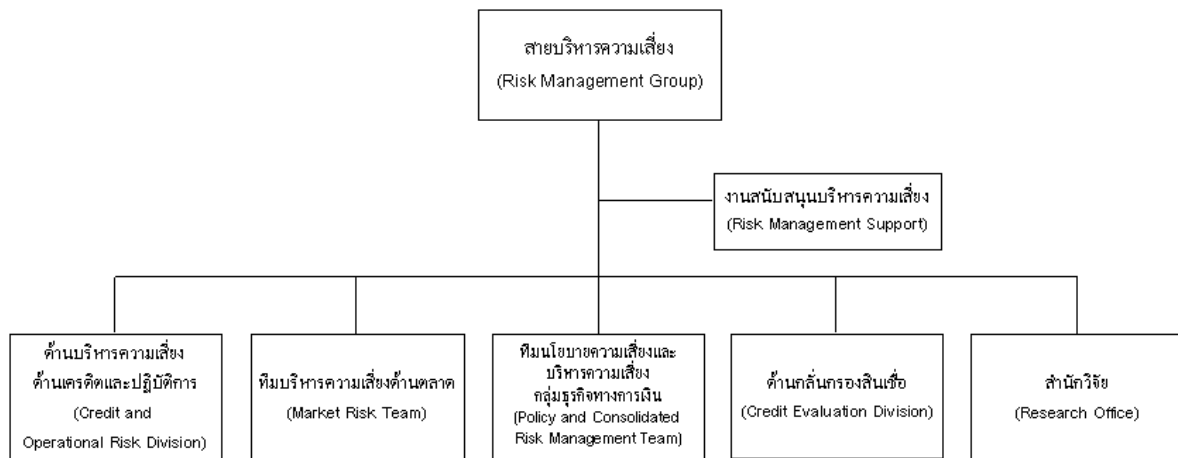 สายบริหารความเสี่ยง
(Risk Management Group)
งานสนับสนุนบริหารความเสี่ยง
(Risk Management Support)
ด้านบริหารความเสี่ยง
ด้านเครดิตและปฏิบัติการ
(Credit and
Operational Risk Division)
ทีมบริหารความเสี่ยงด้านตลาด
(Market Risk Team)
ทีมนโยบายความเสี่ยงและ
บริหารความเสี่ยง
กลุ่มธุรกิจทางการเงิน
(Policy and Consolidated
Risk Management Team)
ด้านกลั่นกรองสินเชื่อ
(Credit Evaluation Division)
สำนักวิจัย
(Research Office)